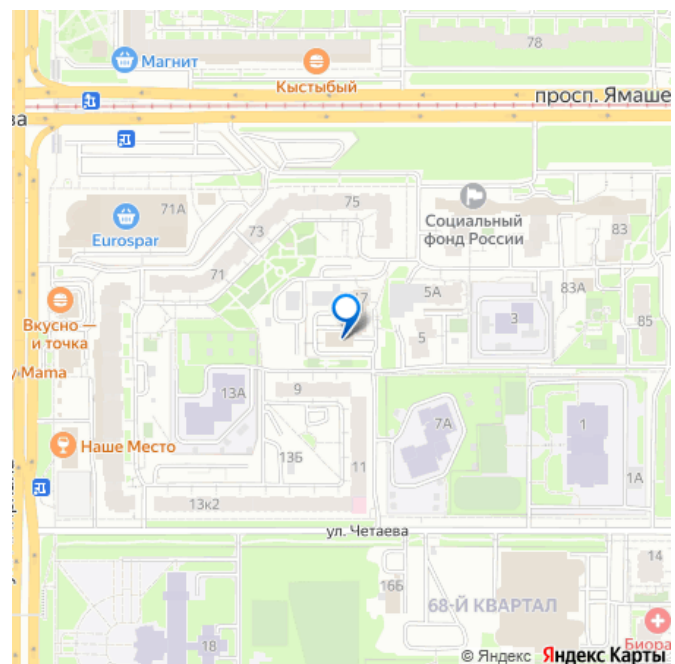 78
Магнит
Кыстыбый
просп. Ямаше
ва
75
71А
Eurospar
73
Социальный
фонд России
83
71
17
5А
83А
Вкусно —
и точка
5
3
85
y Mama
9
13А
7А
1
Наше Место
13Б
11
1А
13к2
ул. Четаева
14
16Б
68-Й КВАРТАЛ
18
Биора
© Яндекс Яндекс Карты